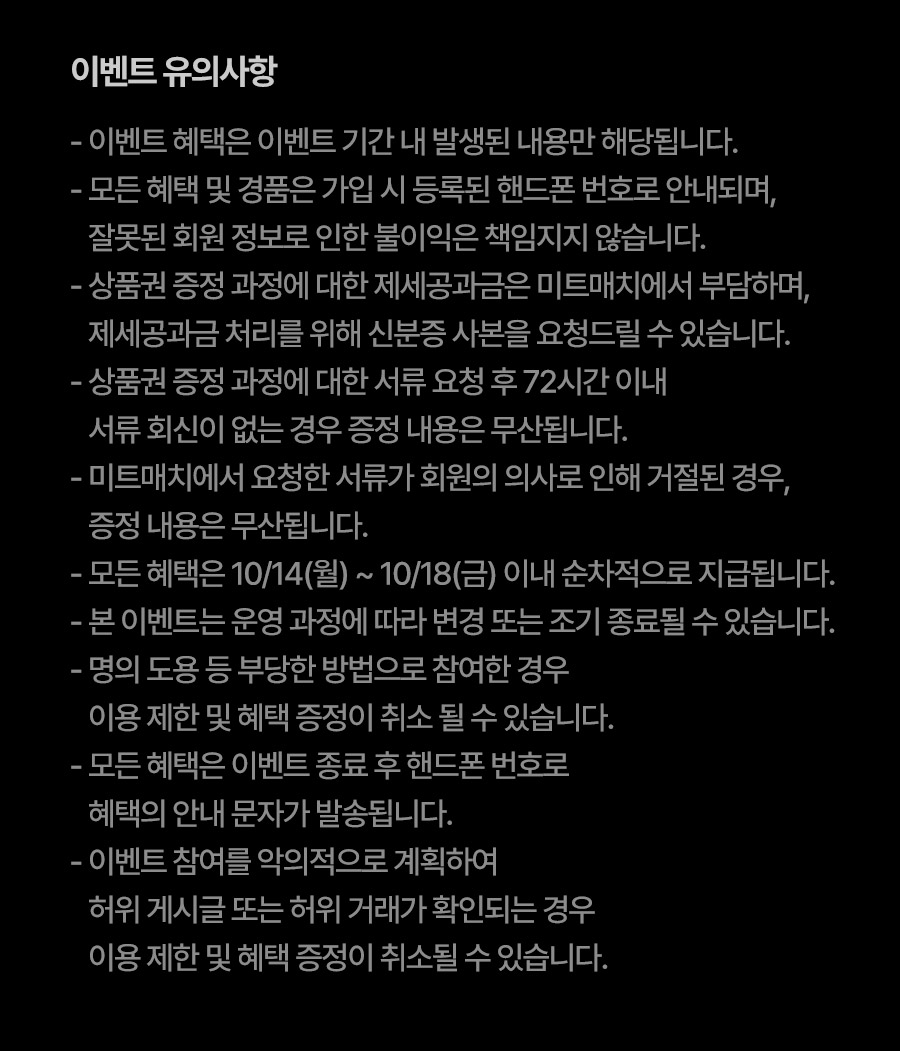 이벤트 유의사항
- 이벤트 혜택은 이벤트 기간 내 발생된 내용만 해당됩니다.
- 모든 혜택 및 경품은 가입 시 등록된 핸드폰 번호로 안내되며,
잘못된 회원 정보로 인한 불이익은 책임지지 않습니다.
- 상품권 증정 과정에 대한 제세공과금은 미트매치에서 부담하며,
제세공과금 처리를 위해 신분증 사본을 요청드릴 수 있습니다.
- 상품권 증정 과정에 대한 서류 요청 후 72시간 이내
서류 회신이 없는 경우 증정 내용은 무산됩니다.
- 미트매치에서 요청한 서류가 회원의 의사로 인해 거절된 경우,
증정 내용은 무산됩니다.
- 모든 혜택은 10/14(월) ~ 10/18(금) 이내 순차적으로 지급됩니다.
- 본 이벤트는 운영 과정에 따라 변경 또는 조기 종료될 수 있습니다.
- 명의 도용 등 부당한 방법으로 참여한 경우
이용 제한 및 혜택 증정이 취소 될 수 있습니다.
- 모든 혜택은 이벤트 종료 후 핸드폰 번호로
혜택의 안내 문자가 발송됩니다.
- 이벤트 참여를 악의적으로 계획하여
허위 게시글 또는 허위 거래가 확인되는 경우
이용 제한 및 혜택 증정이 취소될 수 있습니다.